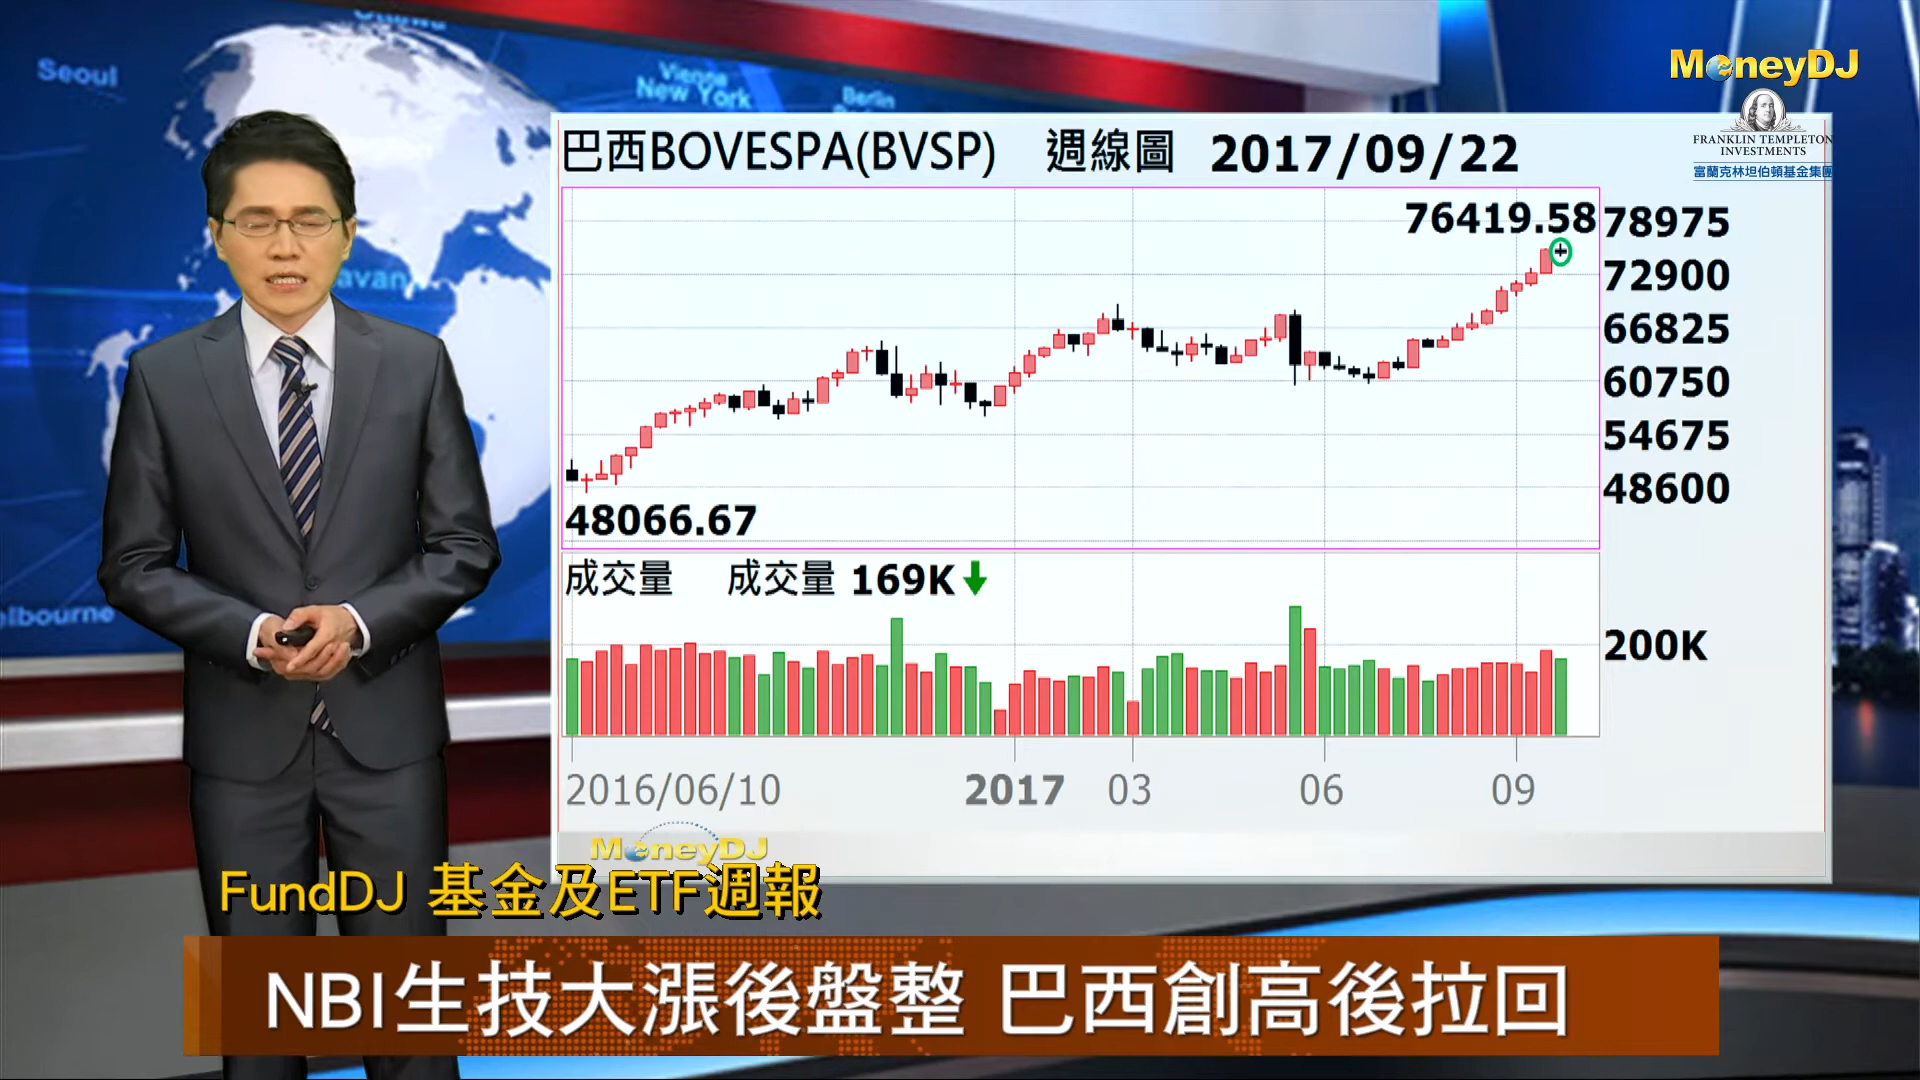 Ottawa
Seoul
Vienna
New York
Berlin
MoneyDJ
FRANKLIN TEMPLETON
INVESTMENTS
富蘭克林坦伯頓基金集團
巴西BOVESPA(BVSP) 週線圖 2017/09/22
76419.58
78975
72900
66825
60750
54675
48600
48066.67
成交量 成交量 169K
200K
2016/06/10 2017 03 06 09
avan
elbourne
MoneyDJ
FundDJ 基金及ETF週報
NBI生技大漲後盤整 巴西創高後拉回